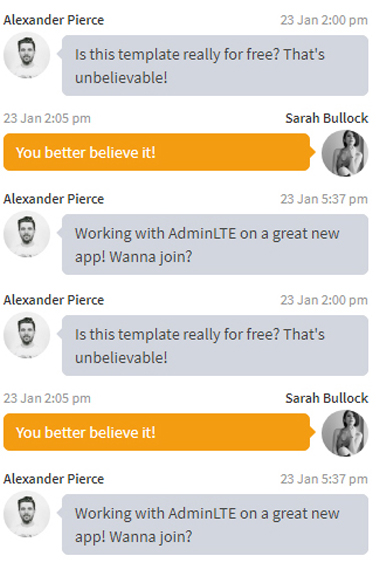 Alexander Pierce 23 Jan 2:00 pm
Is this template really for free? That's
unbelievable!
23 Jan 2:05 pm Sarah Bullock
You better believe it!
Alexander Pierce 23 Jan 5:37 pm
Working with AdminLTE on a great new
app! Wanna join?
Alexander Pierce 23 Jan 2:00 pm
Is this template really for free? That's
unbelievable!
23 Jan 2:05 pm Sarah Bullock
You better believe it!
Alexander Pierce 23 Jan 5:37 pm
Working with AdminLTE on a great new
app! Wanna join?